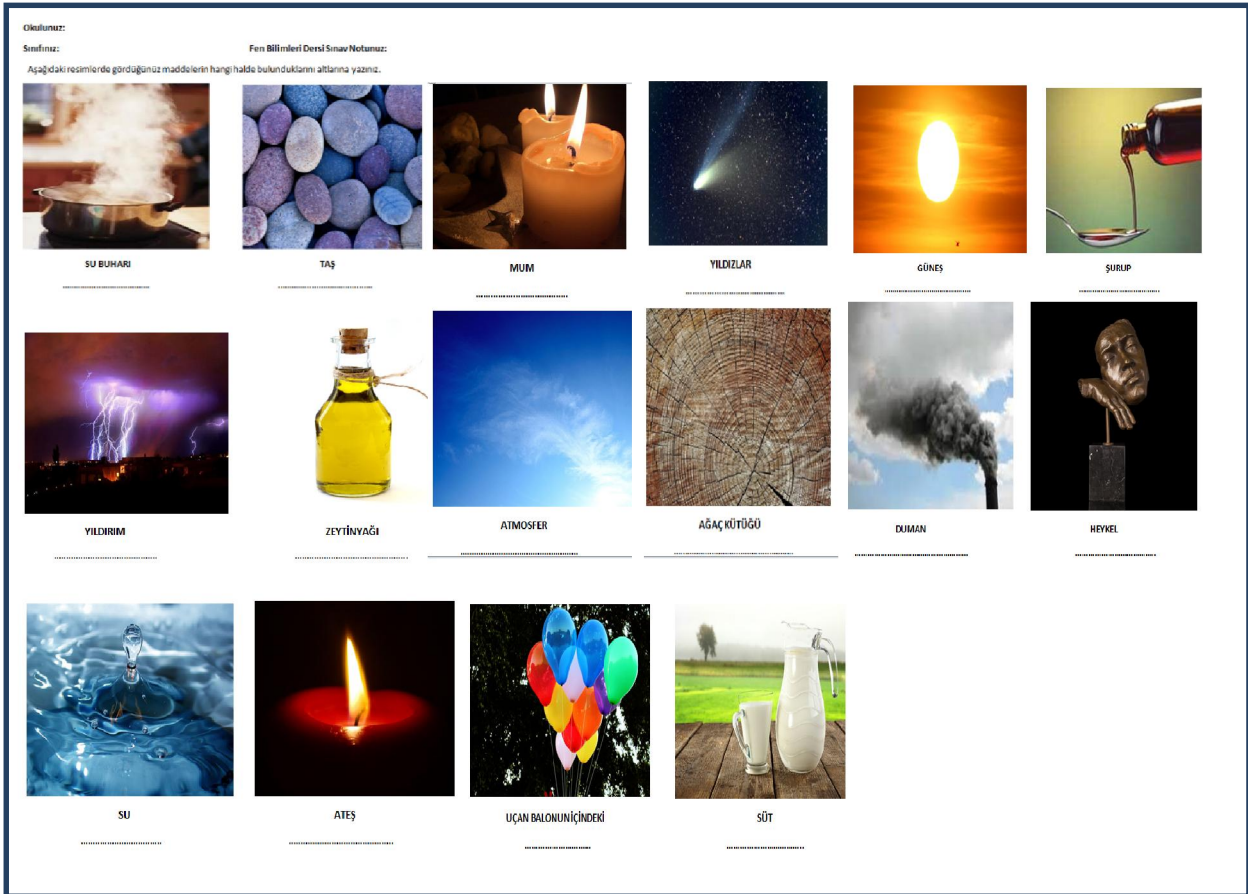 Okulunuz:
Sınıfınız: Fen Bilimleri Dersi Sınav Notunuz:
Aşağıdaki resimlerde gördüğünüz maddelerin hangi halde bulunduklarını altlarına yazınız.
SU BUHARI TAŞ MUM YILDIZLAR GÜNEŞ ŞURUP
YILDIRIM ZEYTİNYAĞI ATMOSFER AĞAÇ KÜTÜĞÜ DUMAN HEYKEL
SU ATEŞ UÇAN BALONUN İÇİNDEKİ SÜT